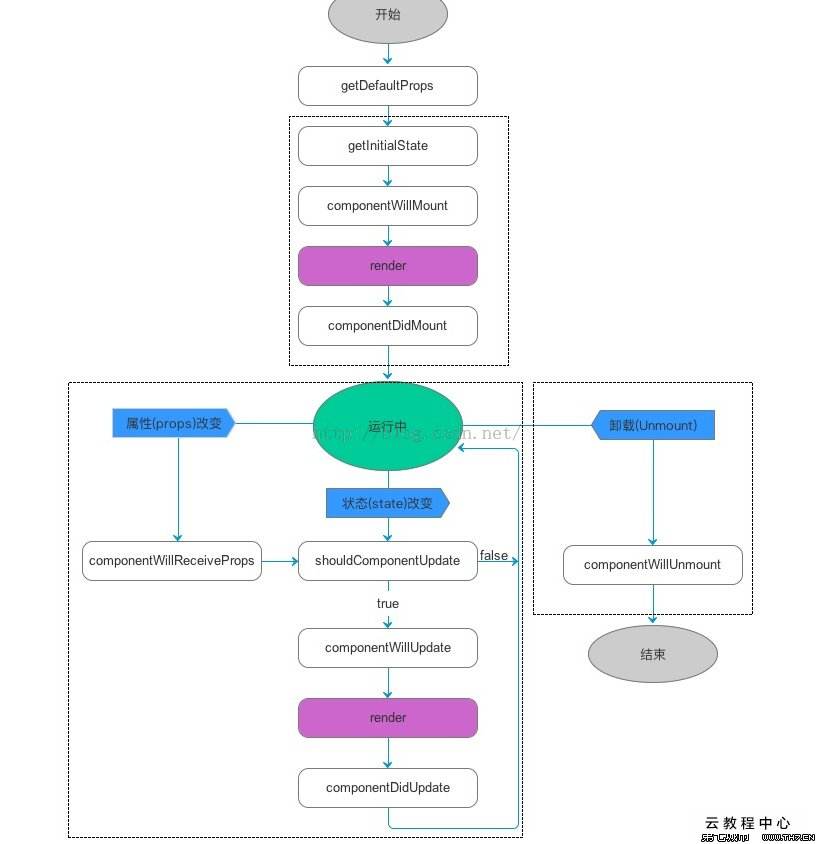 开始
getDefaultProps
getInitialState
componentWillMount
render
componentDidMount
属性(props)改变
运行中
卸载(Unmount)
http://blog.csdn.net/
状态(state)改变
componentWillReceiveProps
shouldComponentUpdate
false
componentWillUnmount
true
componentWillUpdate
结束
render
componentDidUpdate
云教程中心
WWW.TH7.CN